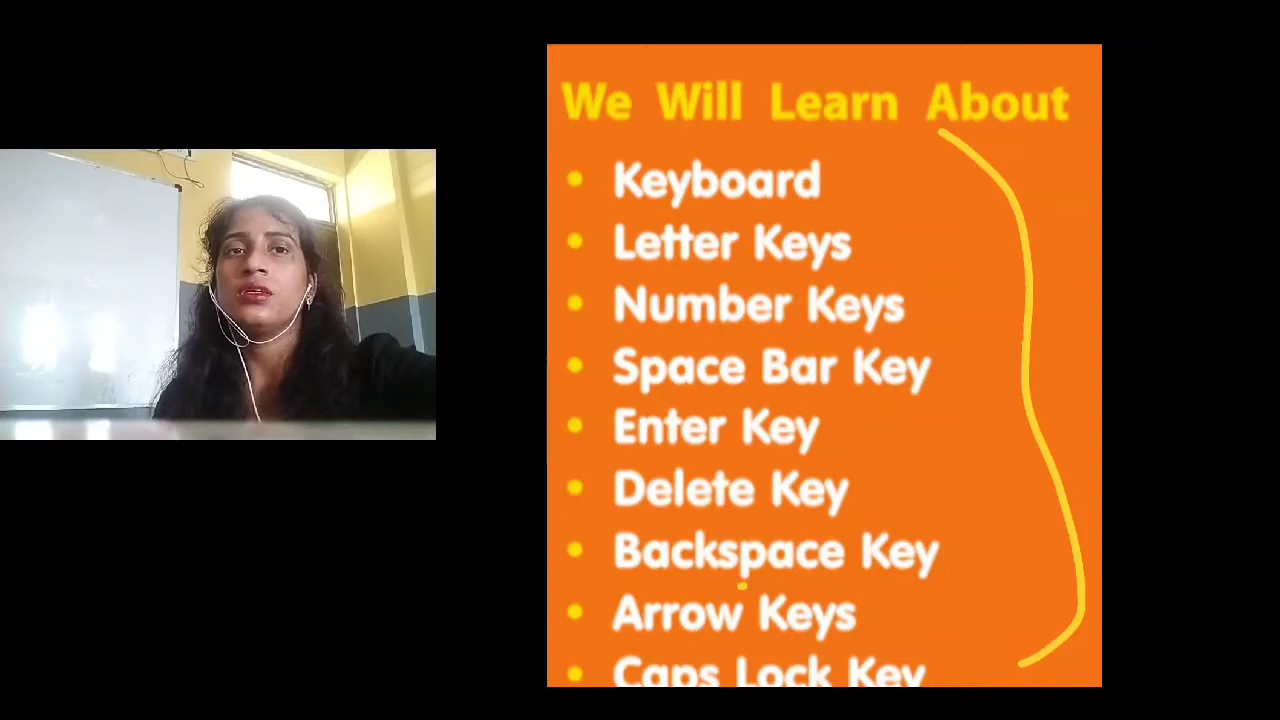 We Will Learn About
• Keyboard
• Letter Keys
• Number Keys
• Space Bar Key
• Enter Key
• Delete Key
• Backspace Key
• Arrow Keys
• Caps Lock Key